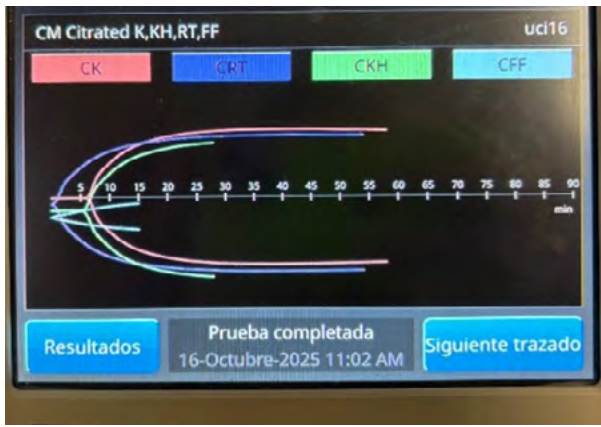 CM Citrated K,KH,RT,FF uci16
CK CRT CKH CFF
5 10 15 20 25 30 35 40 45 50 55 60 65 70 75 80 85 90
min
Resultados
Prueba completada
16-Octubre-2025 11:02 AM
Siguiente trazado